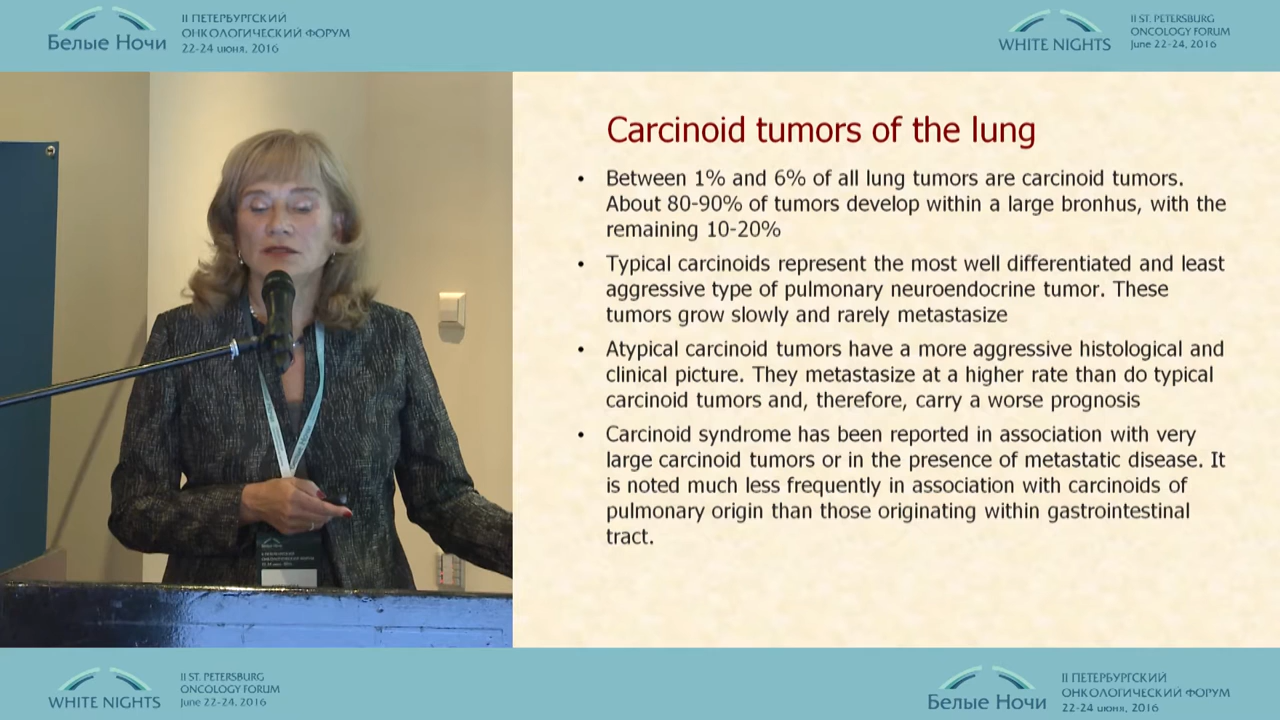 II ПЕТЕРБУРГСКИЙ
ОНКОЛОГИЧЕСКИЙ ФОРУМ
22-24 июня, 2016
Белые Ночи
II ST. PETERSBURG
ONCOLOGY FORUM
June 22-24, 2016
WHITE NIGHTS
Carcinoid tumors of the lung
• Between 1% and 6% of all lung tumors are carcinoid tumors.
About 80-90% of tumors develop within a large bronhus, with the
remaining 10-20%
• Typical carcinoids represent the most well differentiated and least
aggressive type of pulmonary neuroendocrine tumor. These
tumors grow slowly and rarely metastasize
• Atypical carcinoid tumors have a more aggressive histological and
clinical picture. They metastasize at a higher rate than do typical
carcinoid tumors and, therefore, carry a worse prognosis
• Carcinoid syndrome has been reported in association with very
large carcinoid tumors or in the presence of metastatic disease. It
is noted much less frequently in association with carcinoids of
pulmonary origin than those originating within gastrointestinal
tract.
Белые Ночи
WHITE NIGHTS
II ST. PETERSBURG
ONCOLOGY FORUM
June 22-24, 2016
Белые Ночи
II ПЕТЕРБУРГСКИЙ
ОНКОЛОГИЧЕСКИЙ ФОРУМ
22-24 июня, 2016